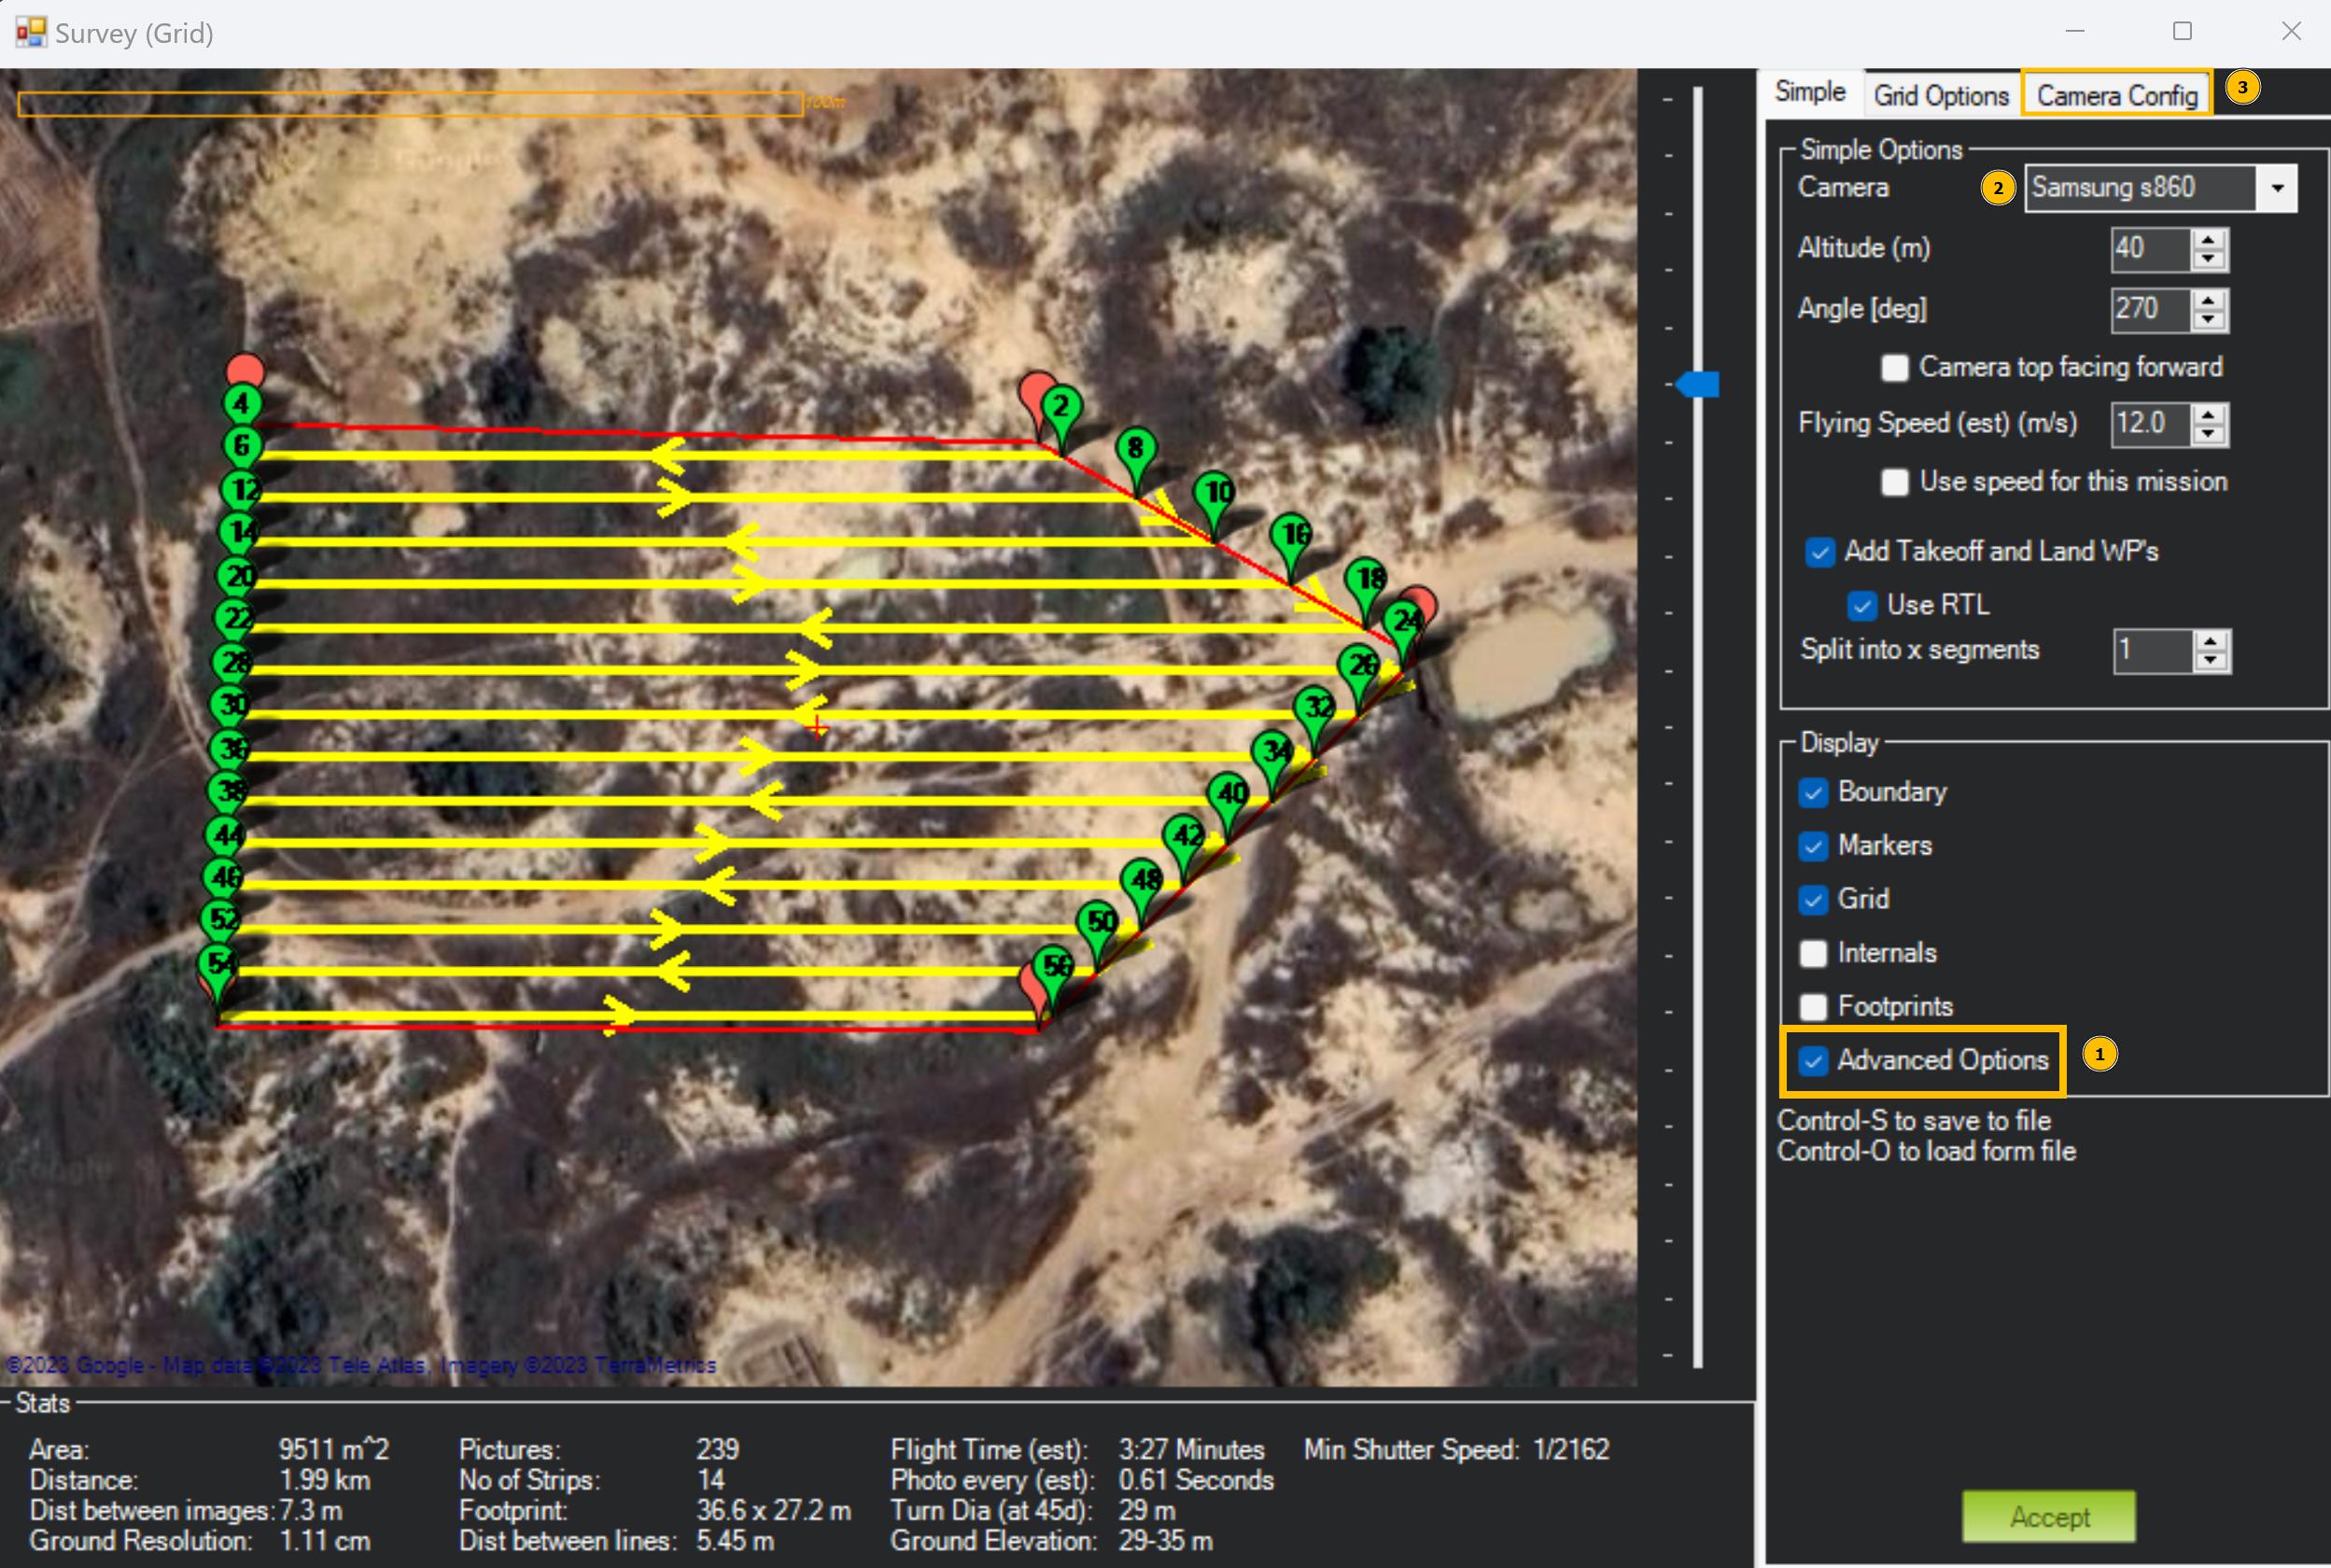 Survey (Grid)
100m
Simple
Grid Options
Camera Config
3
Simple Options
Camera
2
Samsung s860
Altitude (m)
40
Angle [deg]
270
Camera top facing forward
Flying Speed (est) (m/s)
12.0
Use speed for this mission
Add Takeoff and Land WP's
Use RTL
Split into x segments
1
Display
Boundary
Markers
Grid
Internals
Footprints
Advanced Options
1
Control-S to save to file
Control-O to load form file
Accept
4
2
6
8
12
10
14
16
20
18
22
24
28
26
30
32
36
34
38
40
44
42
46
48
52
50
54
56
©2023 Google - Map data ©2023 Tele Atlas, Imagery ©2023 TerraMetrics
Stats
Area: 9511 m^2
Distance: 1.99 km
Dist between images: 7.3 m
Ground Resolution: 1.11 cm
Pictures: 239
No of Strips: 14
Footprint: 36.6 x 27.2 m
Dist between lines: 5.45 m
Flight Time (est): 3:27 Minutes
Photo every (est): 0.61 Seconds
Turn Dia (at 45d): 29 m
Ground Elevation: 29-35 m
Min Shutter Speed: 1/2162